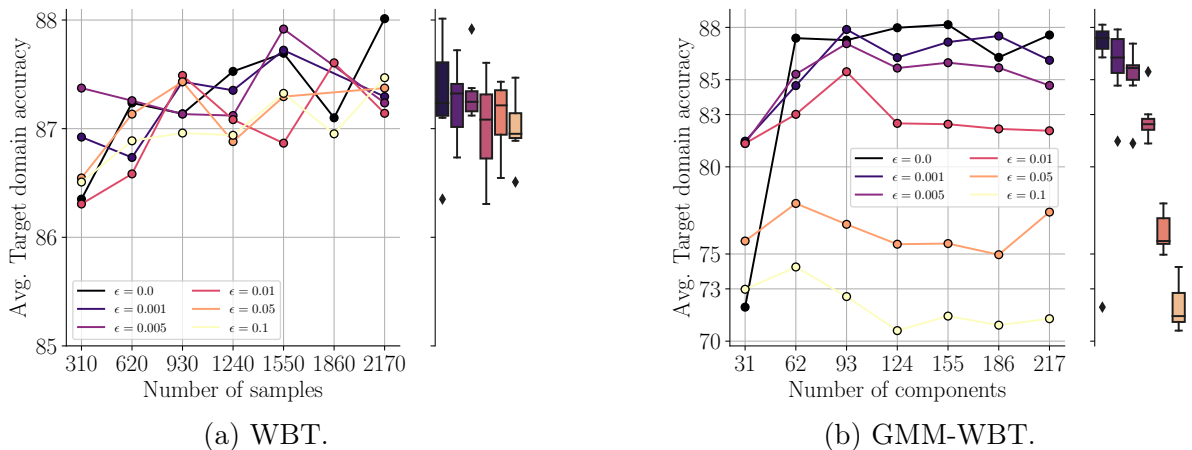 88
87
86
85
Avg. Target domain accuracy
ϵ = 0.0
ϵ = 0.001
ϵ = 0.005
ϵ = 0.01
ϵ = 0.05
ϵ = 0.1
310 620 930 1240 1550 1860 2170
Number of samples
(a) WBT.
88
85
83
80
75
73
70
Avg. Target domain accuracy
ϵ = 0.0
ϵ = 0.001
ϵ = 0.005
ϵ = 0.01
ϵ = 0.05
ϵ = 0.1
31 62 93 124 155 186 217
Number of components
(b) GMM-WBT.